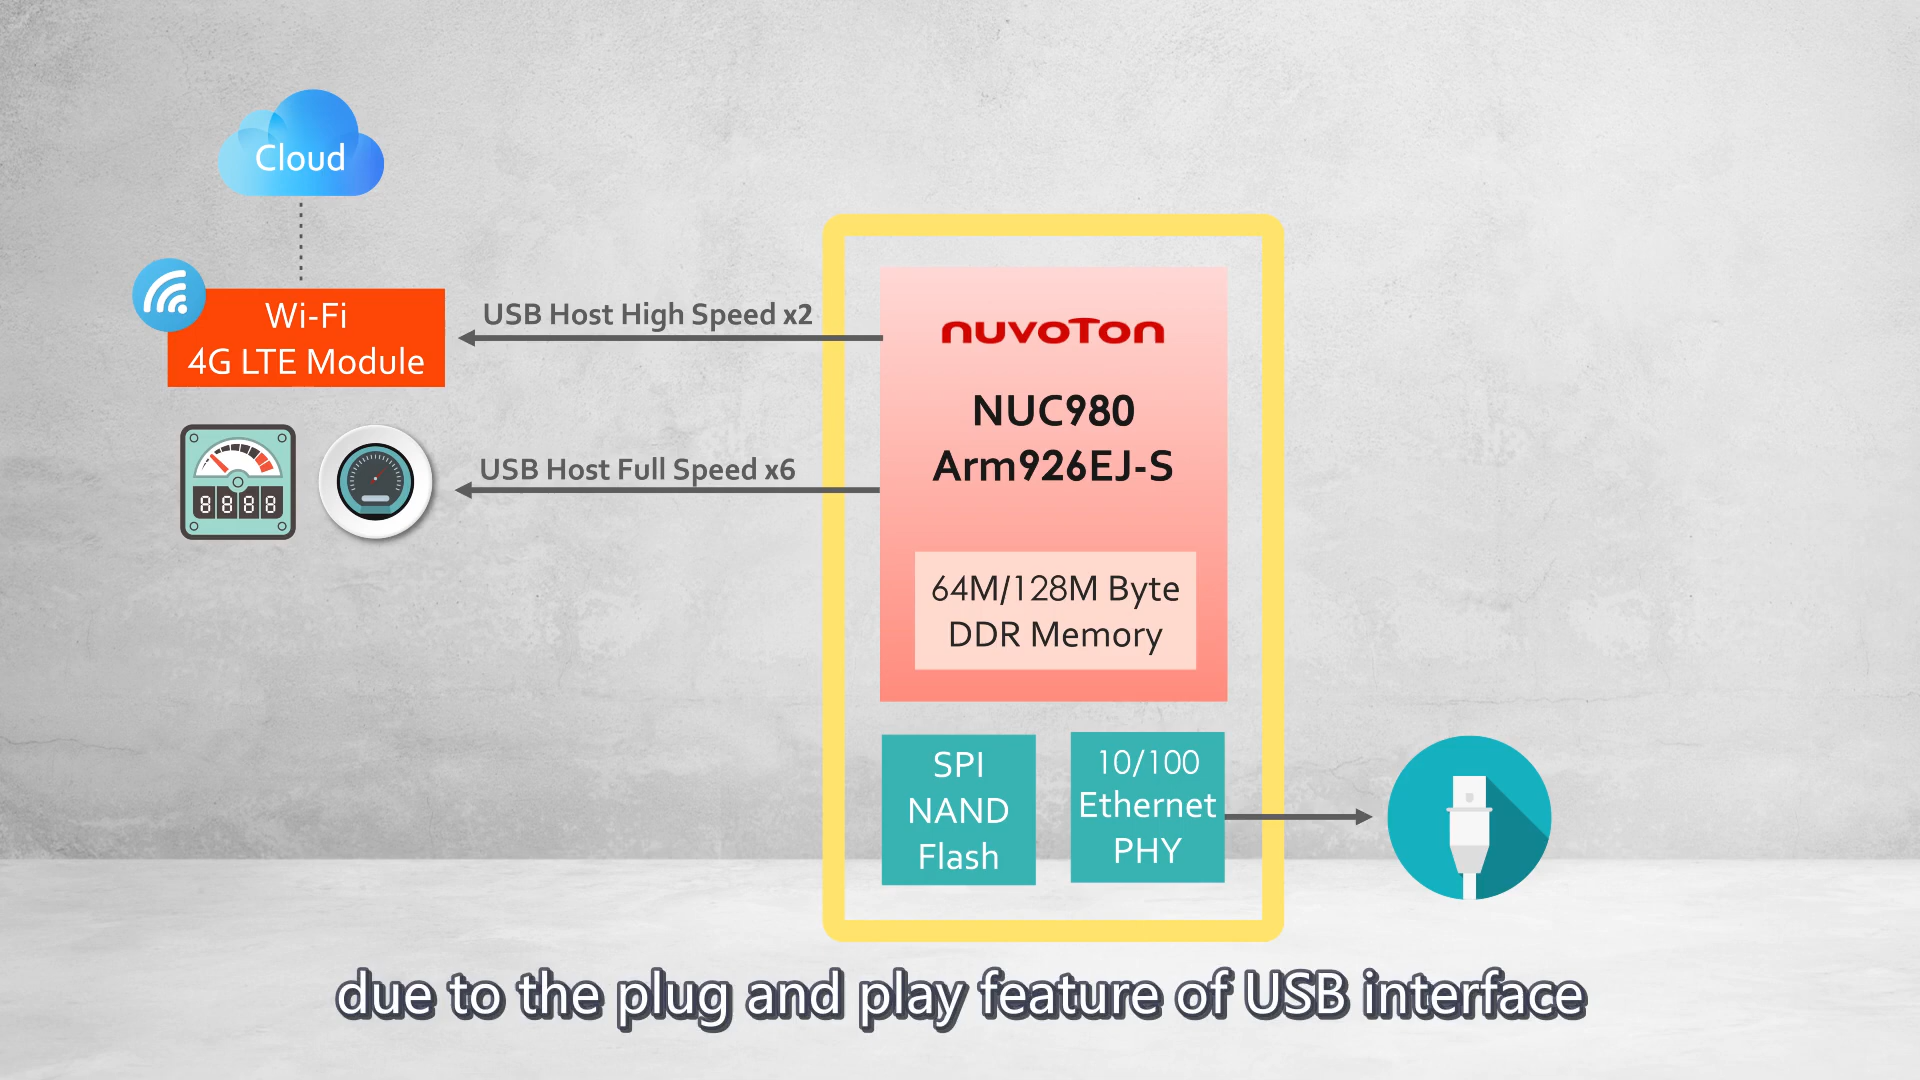 Cloud
Wi-Fi
4G LTE Module
8888
USB Host High Speed x2
USB Host Full Speed x6
nuvoTon
NUC980
Arm926EJ-S
64M/128M Byte
DDR Memory
SPI
NAND
Flash
10/100
Ethernet
PHY
due to the plug and play feature of USB interface